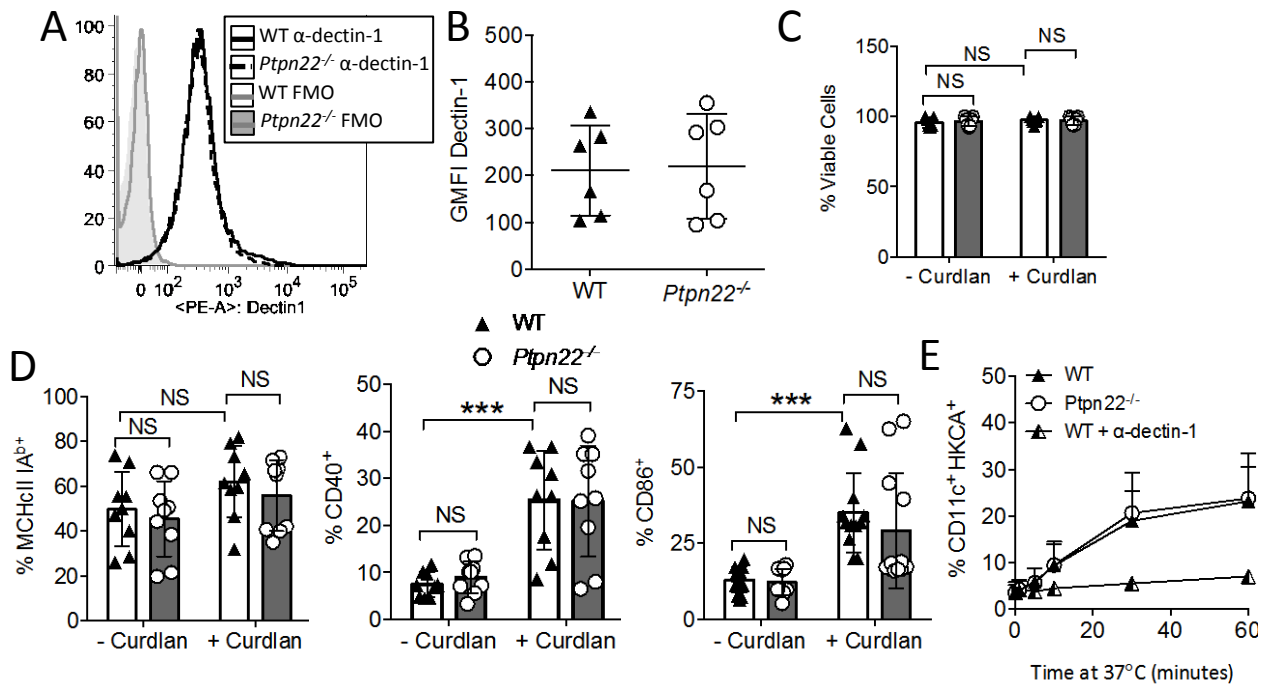 A
WT α-dectin-1
Ptpn22-/- α-dectin-1
WT FMO
Ptpn22-/- FMO
100
80
60
40
20
0
0 10² 10³ 10⁴ 10⁵
<PE-A>: Dectin1
B
GMFI Dectin-1
500
400
300
200
100
0
WT Ptpn22-/-
C
% Viable Cells
150
100
50
0
NS
NS
NS
- Curdlan + Curdlan
WT
Ptpn22-/-
D
% MCHcII IAᵇ⁺
100
80
60
40
20
0
NS
NS
NS
- Curdlan + Curdlan
% CD40⁺
50
40
30
20
10
0
NS
***
NS
- Curdlan + Curdlan
% CD86⁺
75
50
25
0
NS
***
NS
- Curdlan + Curdlan
E
WT
Ptpn22-/-
WT + α-dectin-1
% CD11c⁺ HKCA⁺
50
40
30
20
10
0
0 20 40 60
Time at 37°C (minutes)